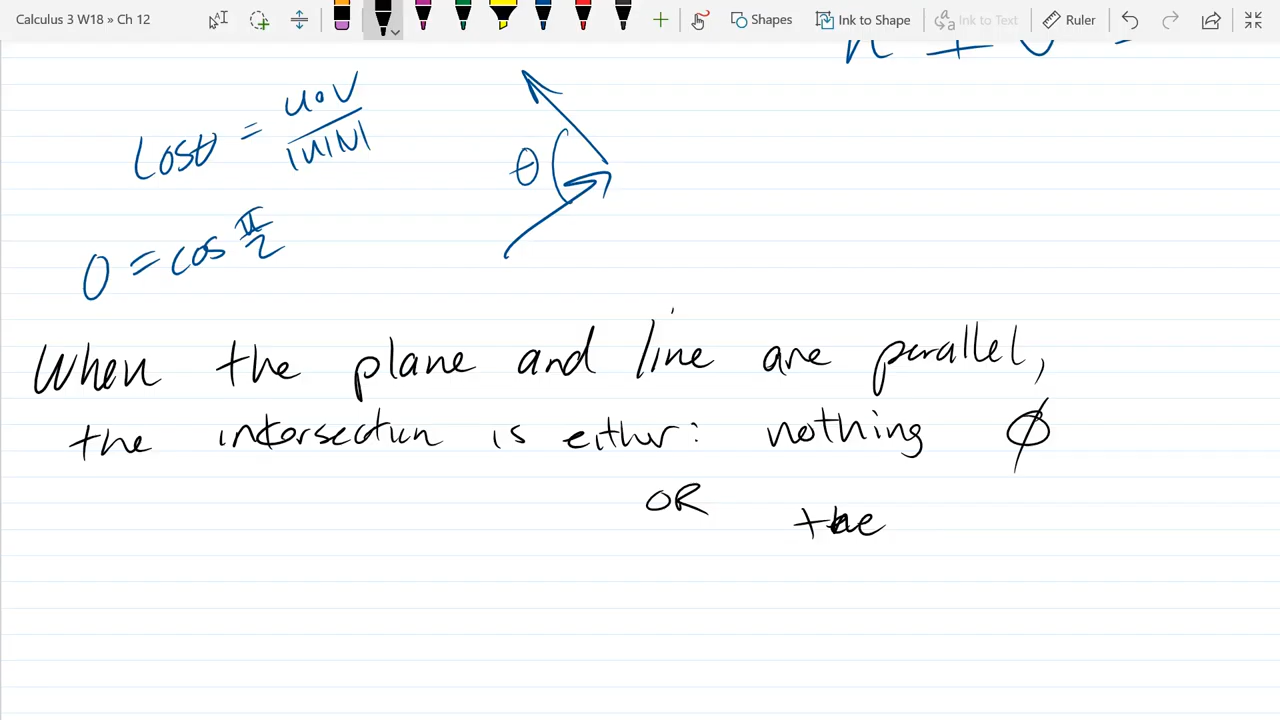 Calculus 3 W18 » Ch 12
Shapes
Ink to Shape
Ink to Text
Ruler
cosθ = u∘v / |u||v|
θ
0 = cos π/2
When the plane and line are parallel,
the intersection is either: nothing ∅
OR the